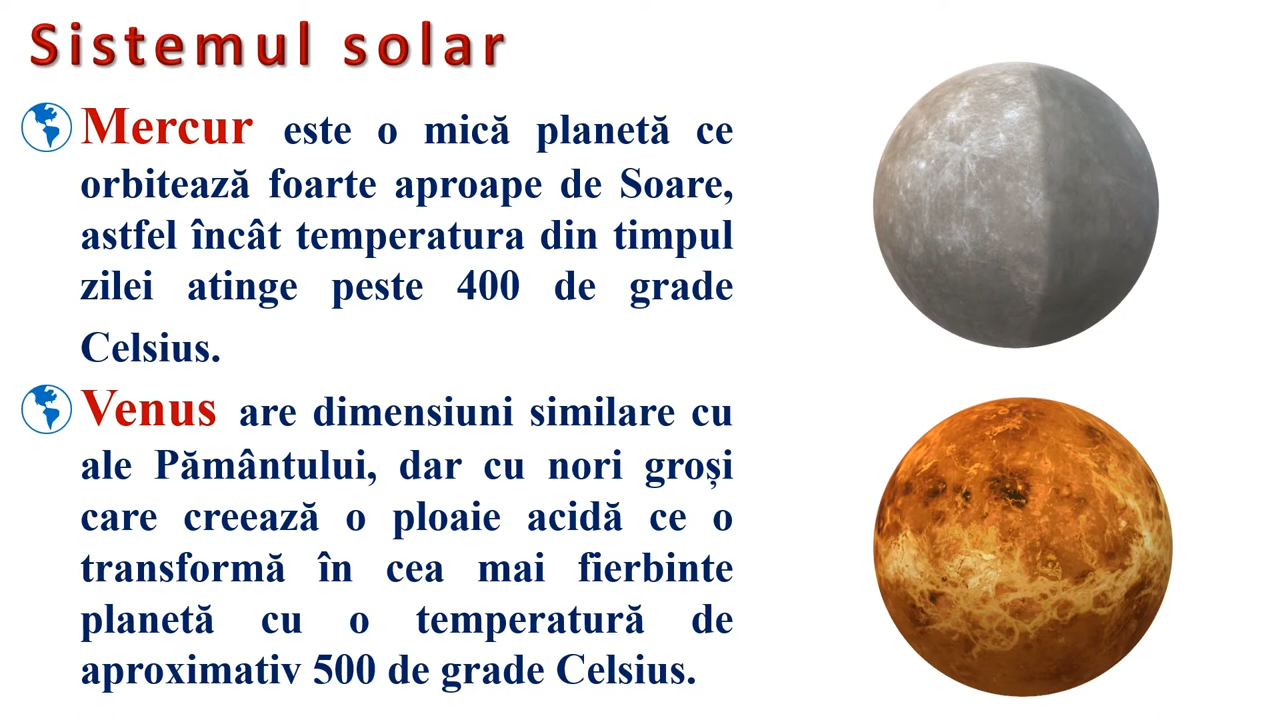 Sistemul solar
Mercur este o mică planetă ce
orbitează foarte aproape de Soare,
astfel încât temperatura din timpul
zilei atinge peste 400 de grade
Celsius.
Venus are dimensiuni similare cu
ale Pământului, dar cu nori groși
care creează o ploaie acidă ce o
transformă în cea mai fierbinte
planetă cu o temperatură de
aproximativ 500 de grade Celsius.